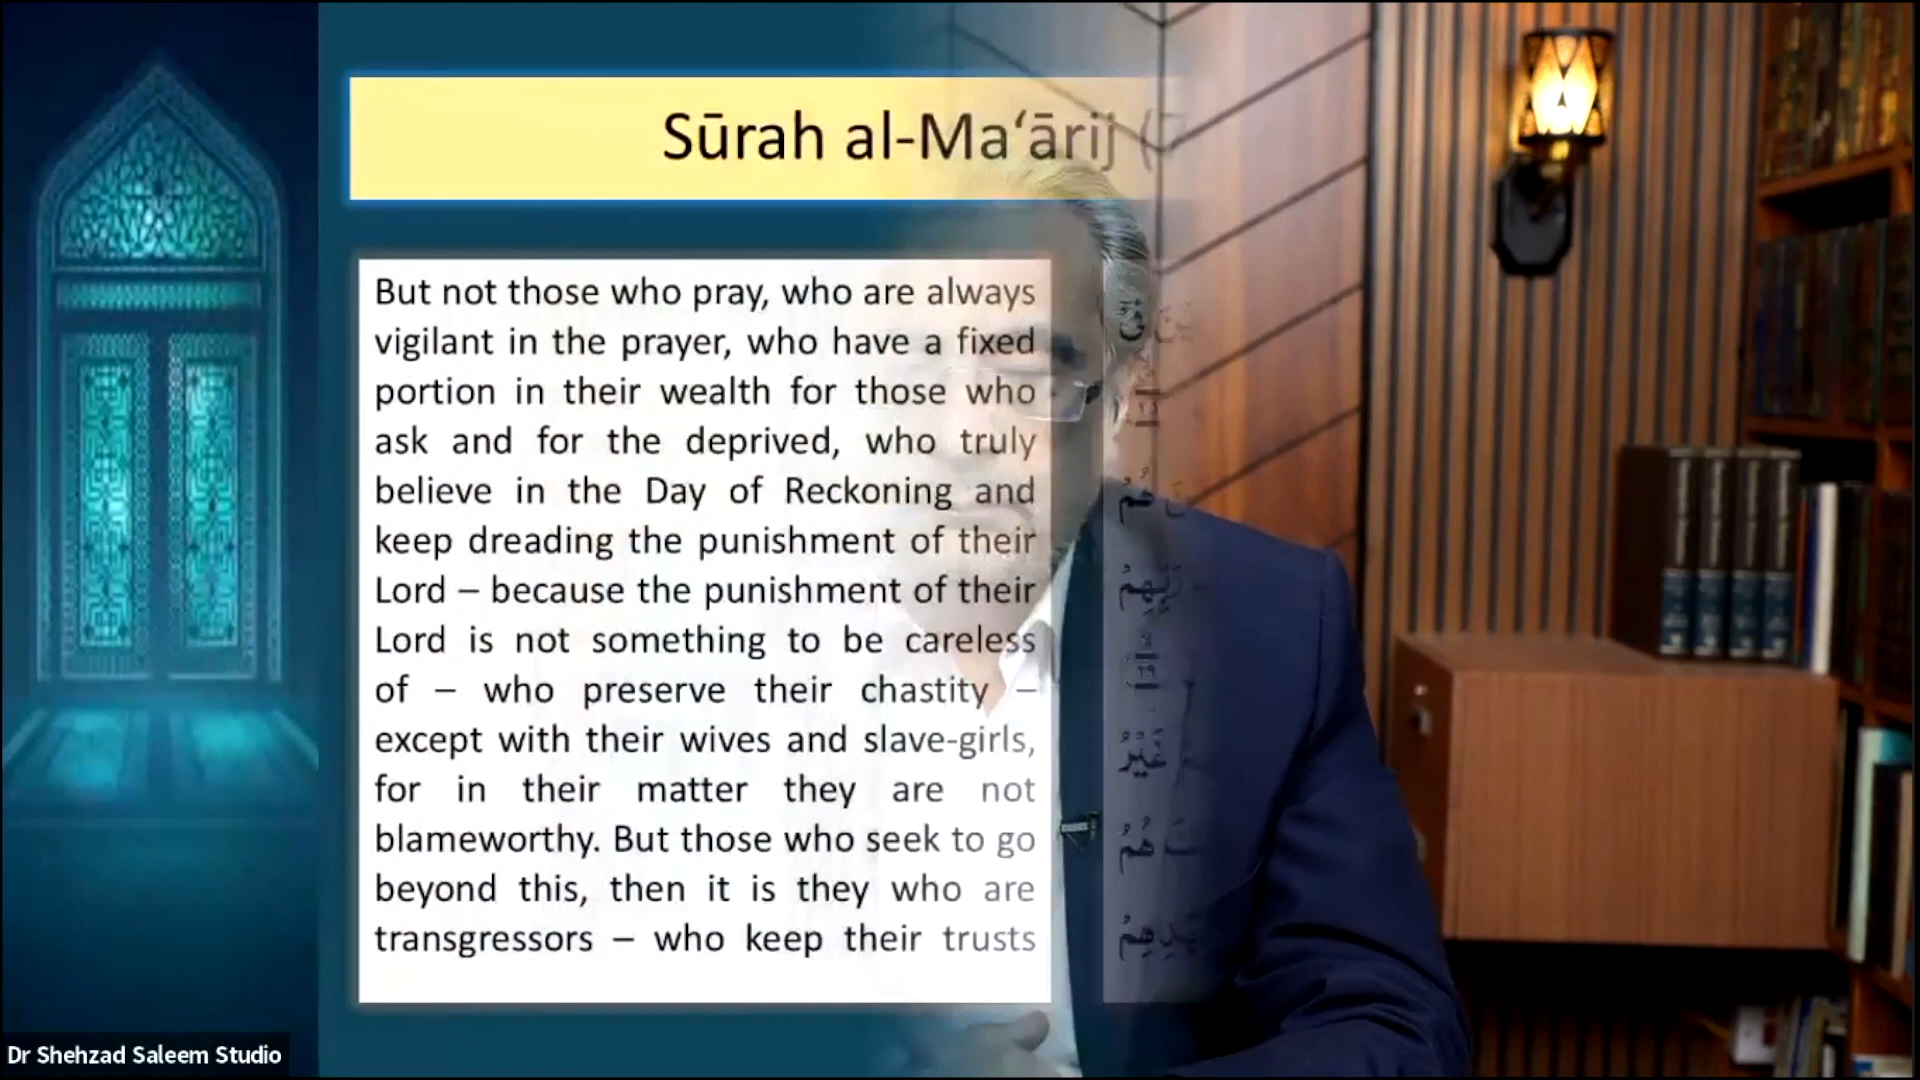 Sūrah al-Ma‘ārij (
But not those who pray, who are always
vigilant in the prayer, who have a fixed
portion in their wealth for those who
ask and for the deprived, who truly
believe in the Day of Reckoning and
keep dreading the punishment of their
Lord – because the punishment of their
Lord is not something to be careless
of – who preserve their chastity –
except with their wives and slave-girls,
for in their matter they are not
blameworthy. But those who seek to go
beyond this, then it is they who are
transgressors – who keep their trusts
Dr Shehzad Saleem Studio